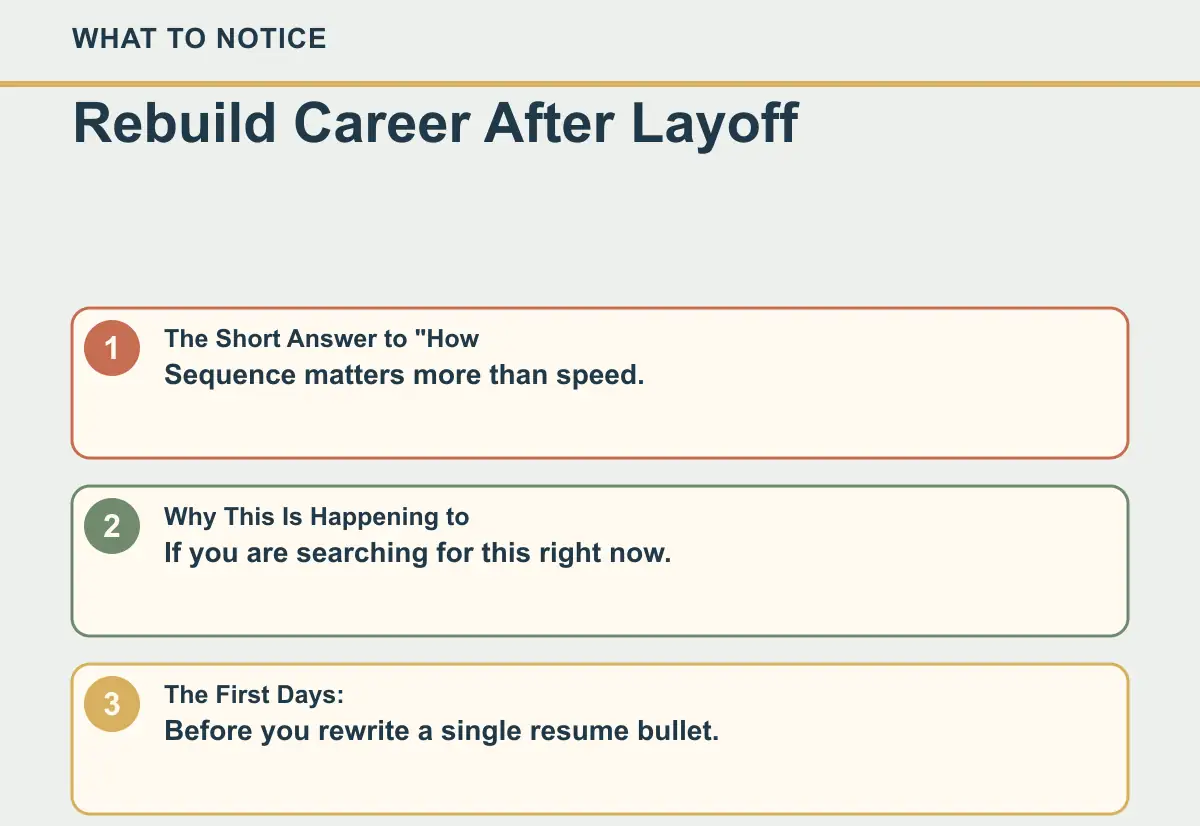 WHAT TO NOTICE
Rebuild Career After Layoff
1
The Short Answer to "How
Sequence matters more than speed.
2
Why This Is Happening to
If you are searching for this right now.
3
The First Days:
Before you rewrite a single resume bullet.